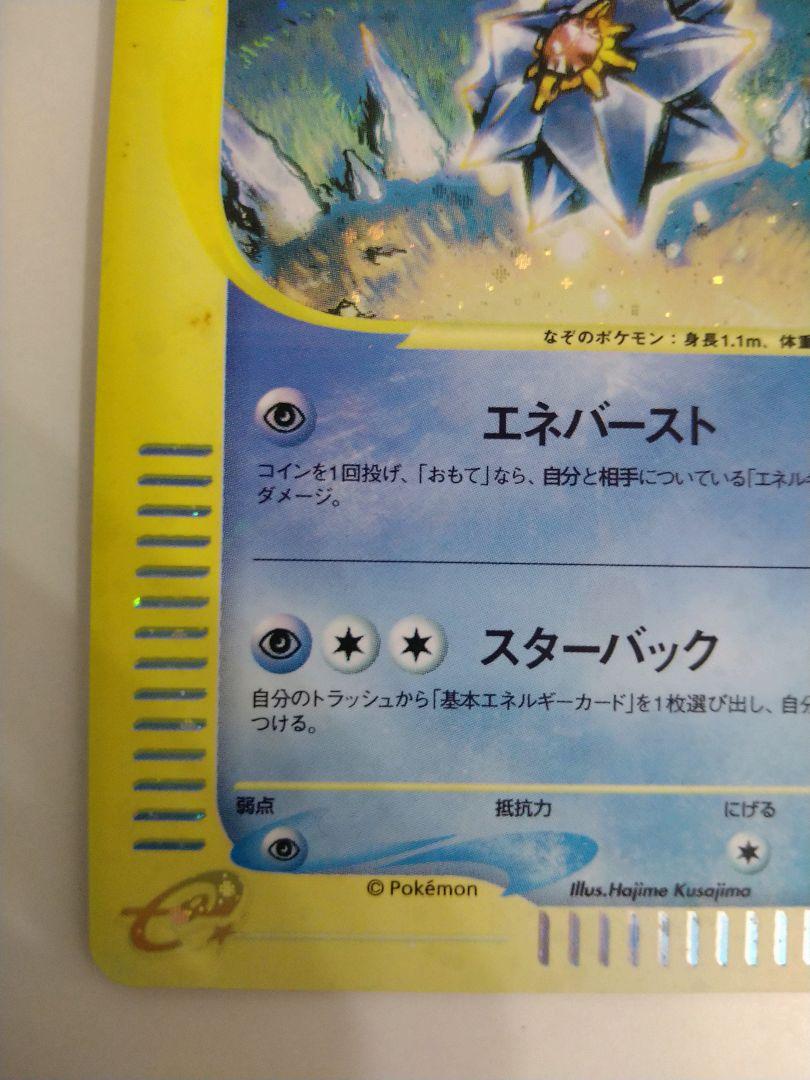 なぞのポケモン：身長1.1m、体重
エネバースト
コインを1回投げ、「おもて」なら、自分と相手についている「エネル
ダメージ。
スターバック
自分のトラッシュから「基本エネルギーカード」を1枚選び出し、自分
つける。
弱点 抵抗力 にげる
© Pokémon Illus. Hajime Kusajima